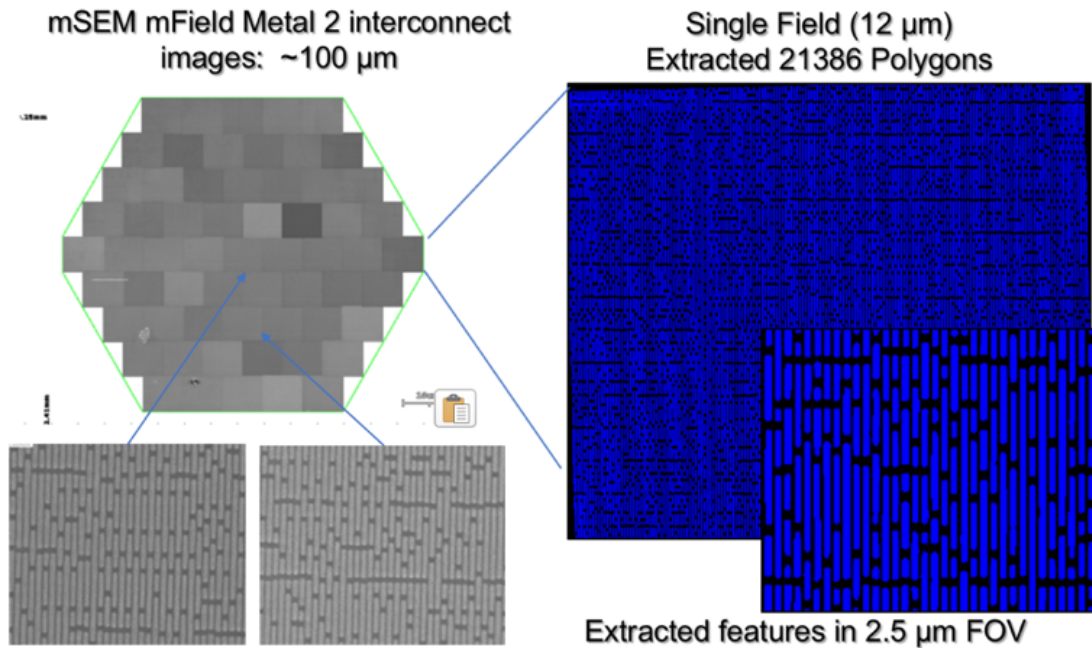 mSEM mField Metal 2 interconnect
images:  ~100 µm
Single Field (12 µm)
Extracted 21386 Polygons
Extracted features in 2.5 µm FOV